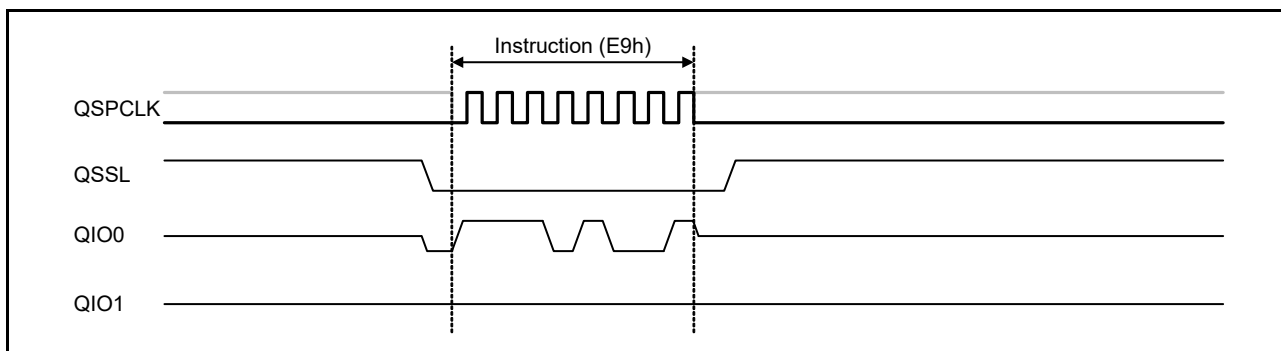 Instruction (E9h)
QSPCLK
QSSL
QIO0
QIO1